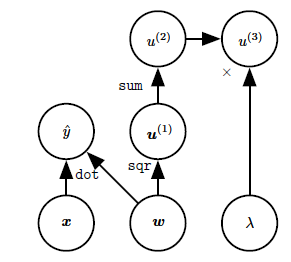 u(2) u(3)
×
sum
ŷ u(1)
dot sqr
x w λ